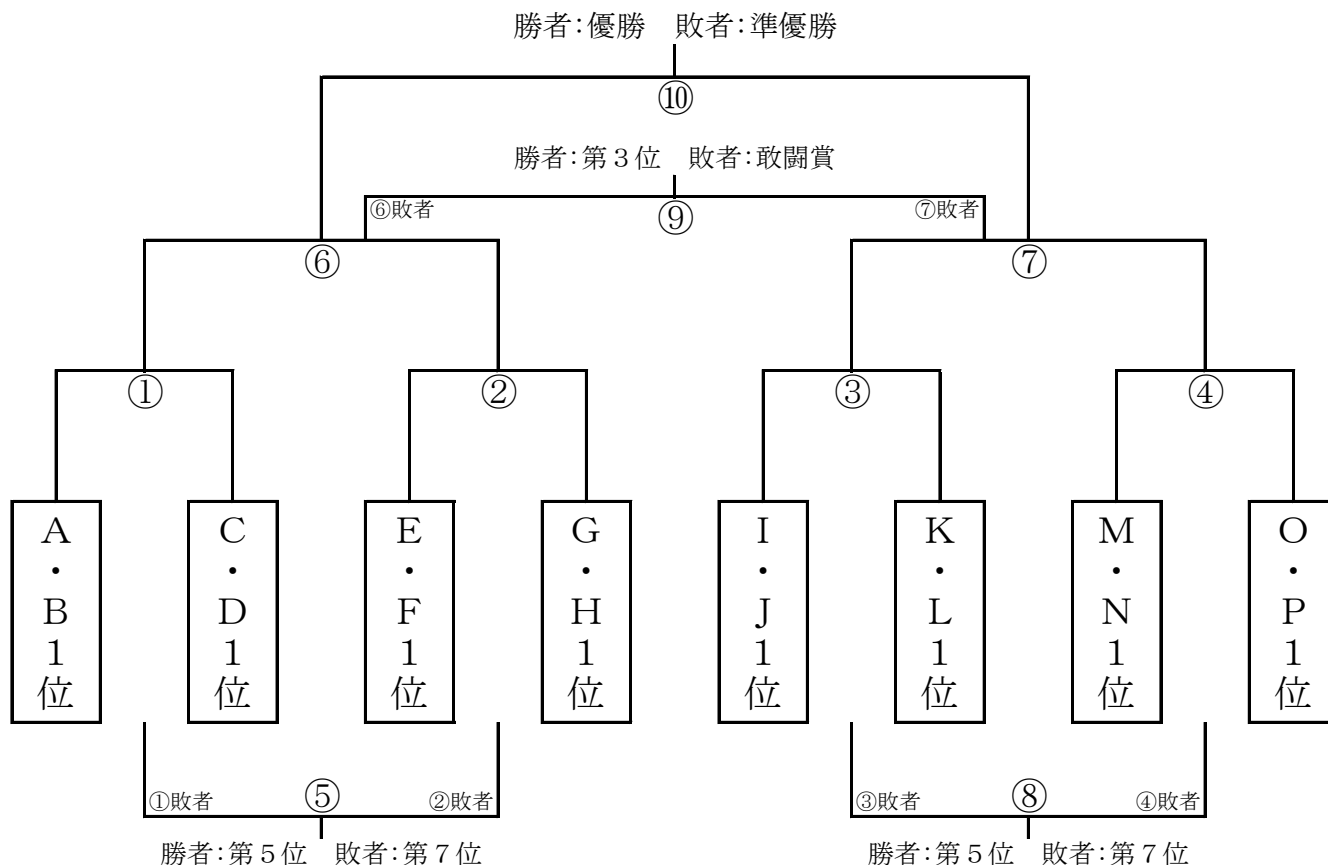 勝者:優勝　敗者:準優勝
⑩
勝者:第３位　敗者:敢闘賞
⑥敗者
⑨
⑦敗者
⑥
⑦
①
②
③
④
A・B１位
C・D１位
E・F１位
G・H１位
I・J１位
K・L１位
M・N１位
O・P１位
①敗者
⑤
②敗者
③敗者
⑧
④敗者
勝者:第５位　敗者:第７位
勝者:第５位　敗者:第７位